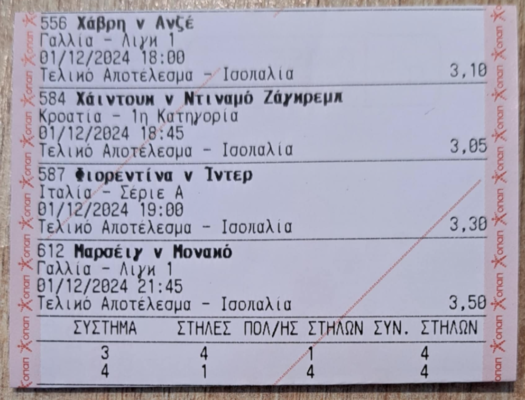 556 Χάβρη v Ανζέ
Γαλλία - Λιγκ 1
01/12/2024 18:00
Τελικό Αποτέλεσμα - Ισοπαλία 3,10
584 Χάιντουκ v Ντιναμό Ζάγκρεμπ
Κροατία - 1η Κατηγορία
01/12/2024 18:45
Τελικό Αποτέλεσμα - Ισοπαλία 3,05
587 Φιορεντίνα v Ίντερ
Ιταλία - Σέριε Α
01/12/2024 19:00
Τελικό Αποτέλεσμα - Ισοπαλία 3,30
612 Μαρσέιγ v Μονακό
Γαλλία - Λιγκ 1
01/12/2024 21:45
Τελικό Αποτέλεσμα - Ισοπαλία 3,50
ΣΥΣΤΗΜΑ ΣΤΗΛΕΣ ΠΟΛ/ΗΣ ΣΤΗΛΩΝ ΣΥΝ. ΣΤΗΛΩΝ
3 4 1 4
4 1 4 4